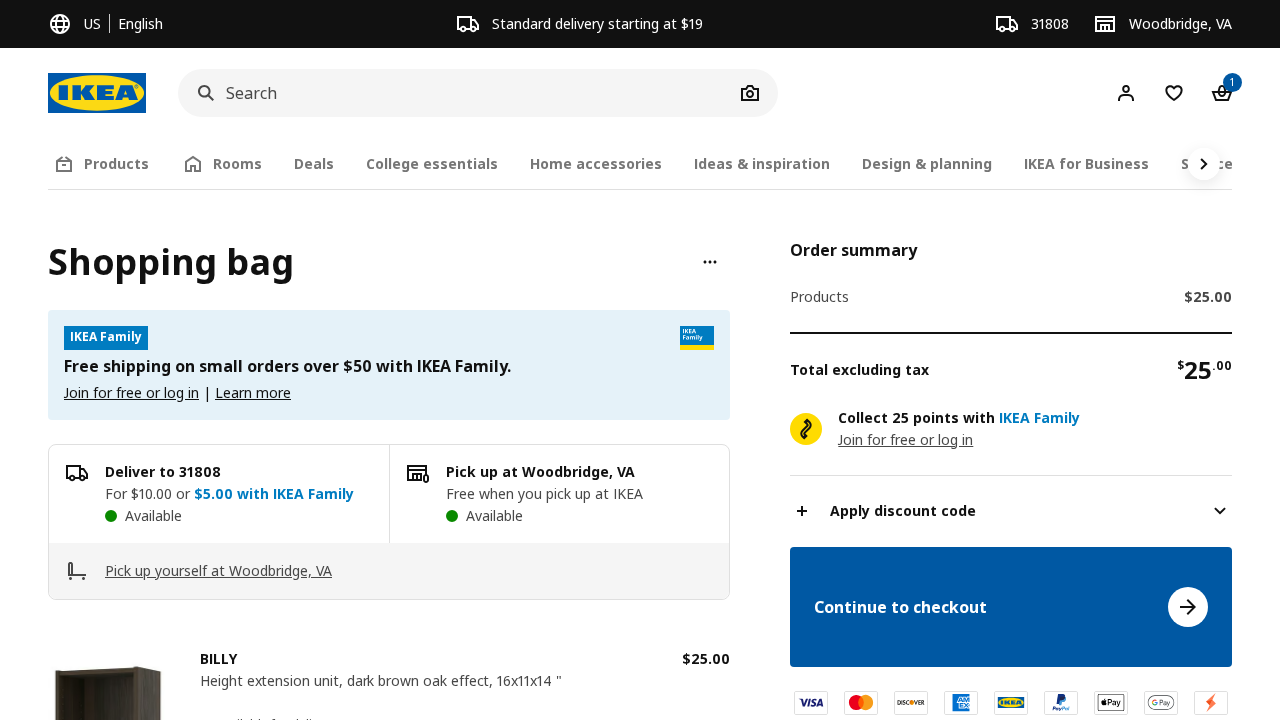 US | English
Standard delivery starting at $19
31808
Woodbridge, VA
IKEA
Search
1
Products
Rooms
Deals
College essentials
Home accessories
Ideas & inspiration
Design & planning
IKEA for Business
Shopping bag
IKEA Family
IKEA
Family
Free shipping on small orders over $50 with IKEA Family.
Join for free or log in | Learn more
Deliver to 31808
For $10.00 or $5.00 with IKEA Family
Available
Pick up at Woodbridge, VA
Free when you pick up at IKEA
Available
Pick up yourself at Woodbridge, VA
BILLY
$25.00
Height extension unit, dark brown oak effect, 16x11x14 "
Order summary
Products
$25.00
Total excluding tax
$25.00
Collect 25 points with IKEA Family
Join for free or log in
Apply discount code
Continue to checkout
VISA
DISCOVER
AM
EX
IKEA
PayPal
Pay
G Pay